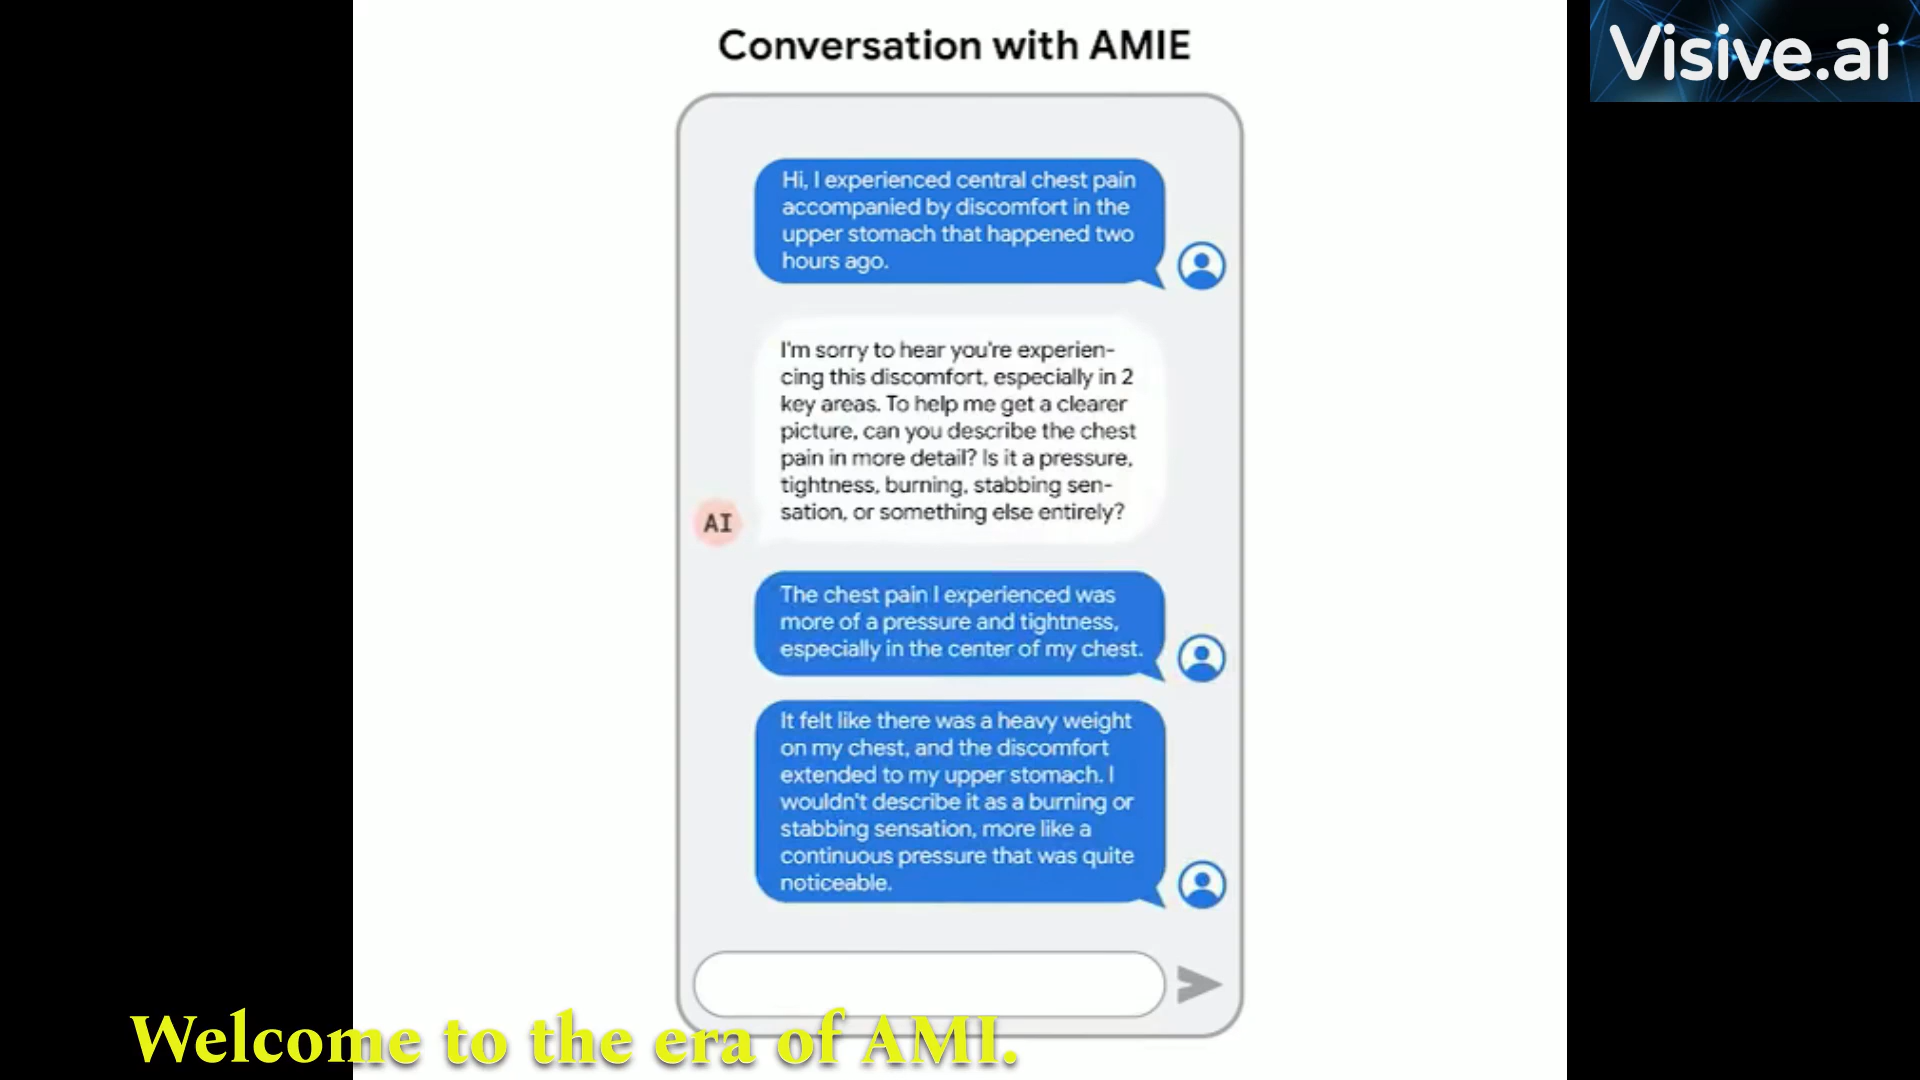 Conversation with AMIE
Visive.ai
Hi, I experienced central chest pain
accompanied by discomfort in the
upper stomach that happened two
hours ago.
I'm sorry to hear you're experien-
cing this discomfort, especially in 2
key areas. To help me get a clearer
picture, can you describe the chest
pain in more detail? Is it a pressure,
tightness, burning, stabbing sen-
sation, or something else entirely?
AI
The chest pain I experienced was
more of a pressure and tightness,
especially in the center of my chest.
It felt like there was a heavy weight
on my chest, and the discomfort
extended to my upper stomach. I
wouldn't describe it as a burning or
stabbing sensation, more like a
continuous pressure that was quite
noticeable.
Welcome to the era of AMI.